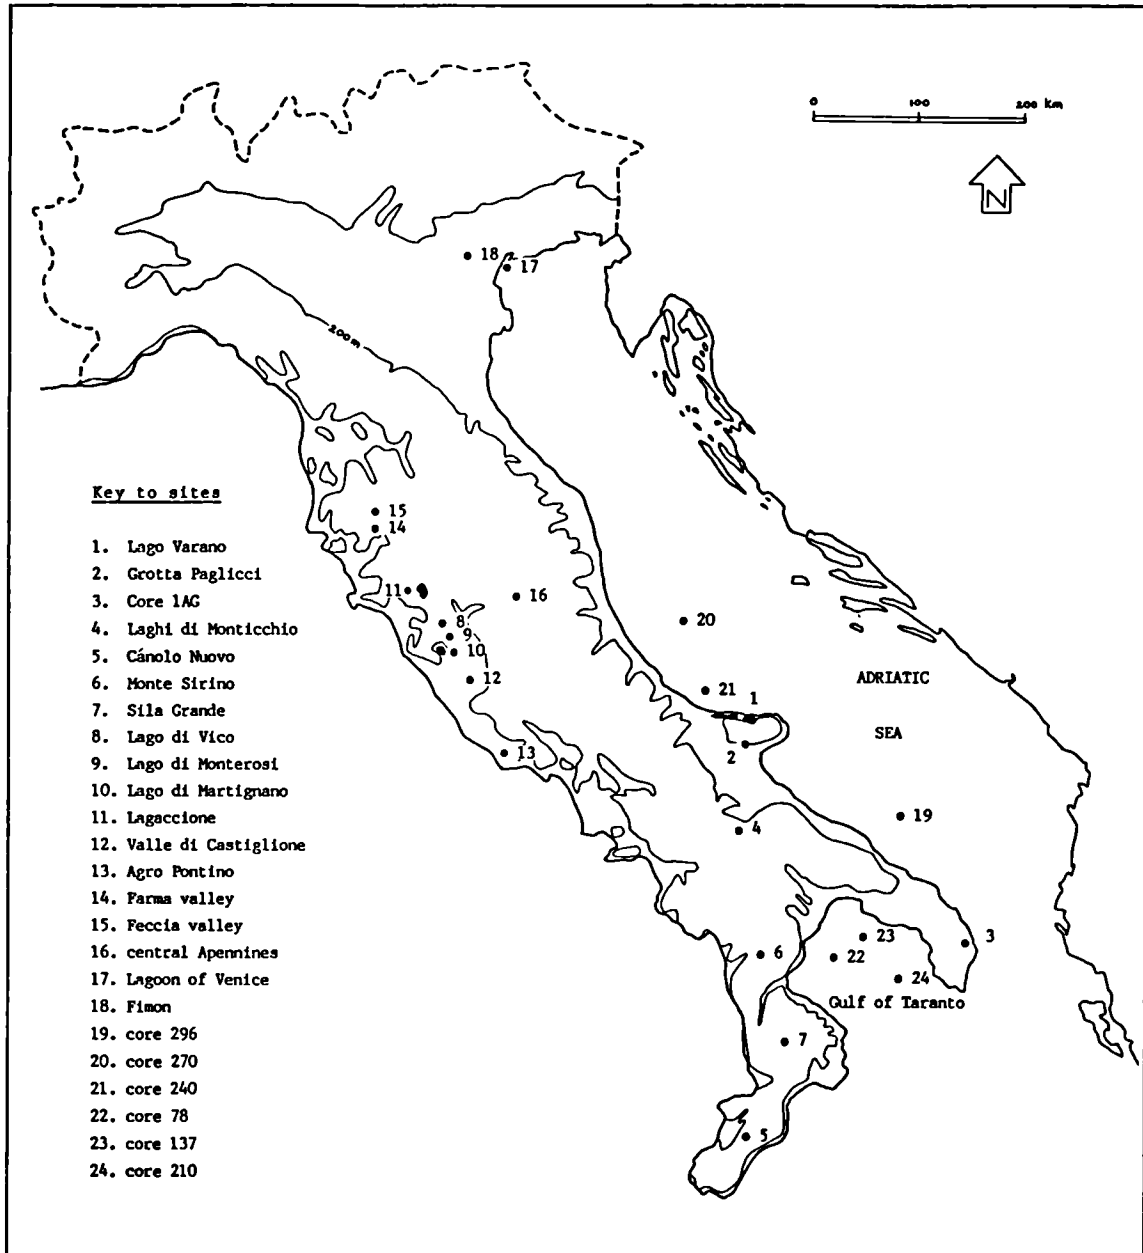 0 100 200 Km
N
18
17
200m
Key to sites
1. Lago Varano
2. Grotta Paglicci
3. Core 1AG
4. Laghi di Monticchio
5. Cánolo Nuovo
6. Monte Sirino
7. Sila Grande
8. Lago di Vico
9. Lago di Monterosi
10. Lago di Martignano
11. Lagaccione
12. Valle di Castiglione
13. Agro Pontino
14. Farma valley
15. Feccia valley
16. central Apennines
17. Lagoon of Venice
18. Fimon
19. core 296
20. core 270
21. core 240
22. core 78
23. core 137
24. core 210
15
14
11
16
8
9
10
12
13
20
21
1
2
ADRIATIC
SEA
19
4
3
23
22
6
24
Gulf of Taranto
7
5